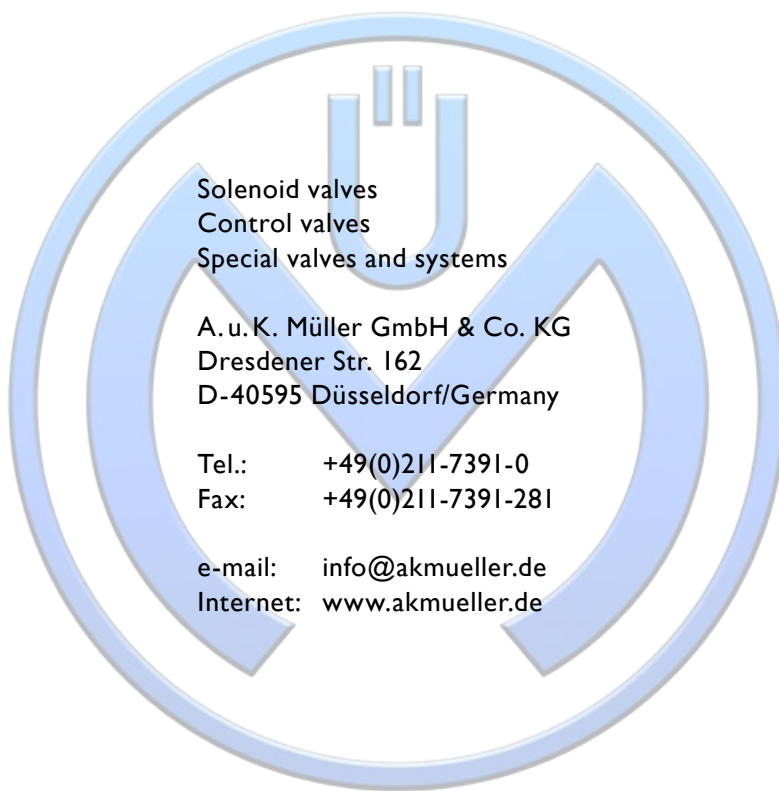 Ü
Solenoid valves
Control valves
Special valves and systems
A. u. K. Müller GmbH & Co. KG
Dresdener Str. 162
D-40595 Düsseldorf/Germany
Tel.: +49(0)211-7391-0
Fax: +49(0)211-7391-281
e-mail: info@akmueller.de
Internet: www.akmueller.de